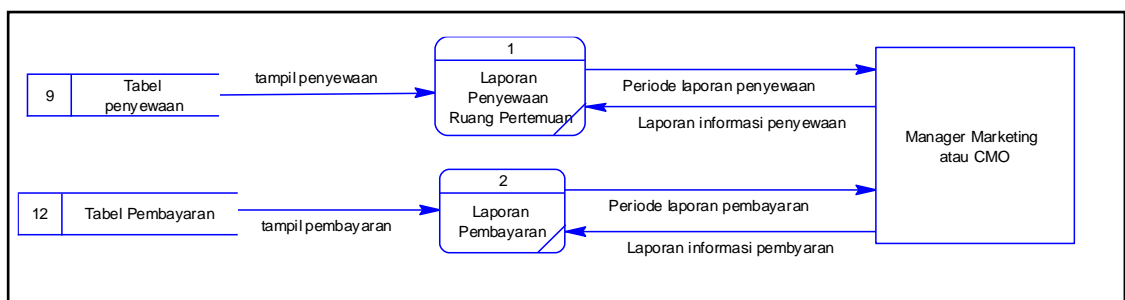 9
Tabel
penyewaan
tampil penyewaan
1
Laporan
Penyewaan
Ruang Pertemuan
Periode laporan penyewaan
Laporan informasi penyewaan
Manager Marketing
atau CMO
12
Tabel Pembayaran
tampil pembayaran
2
Laporan
Pembayaran
Periode laporan pembayaran
Laporan informasi pembyaran